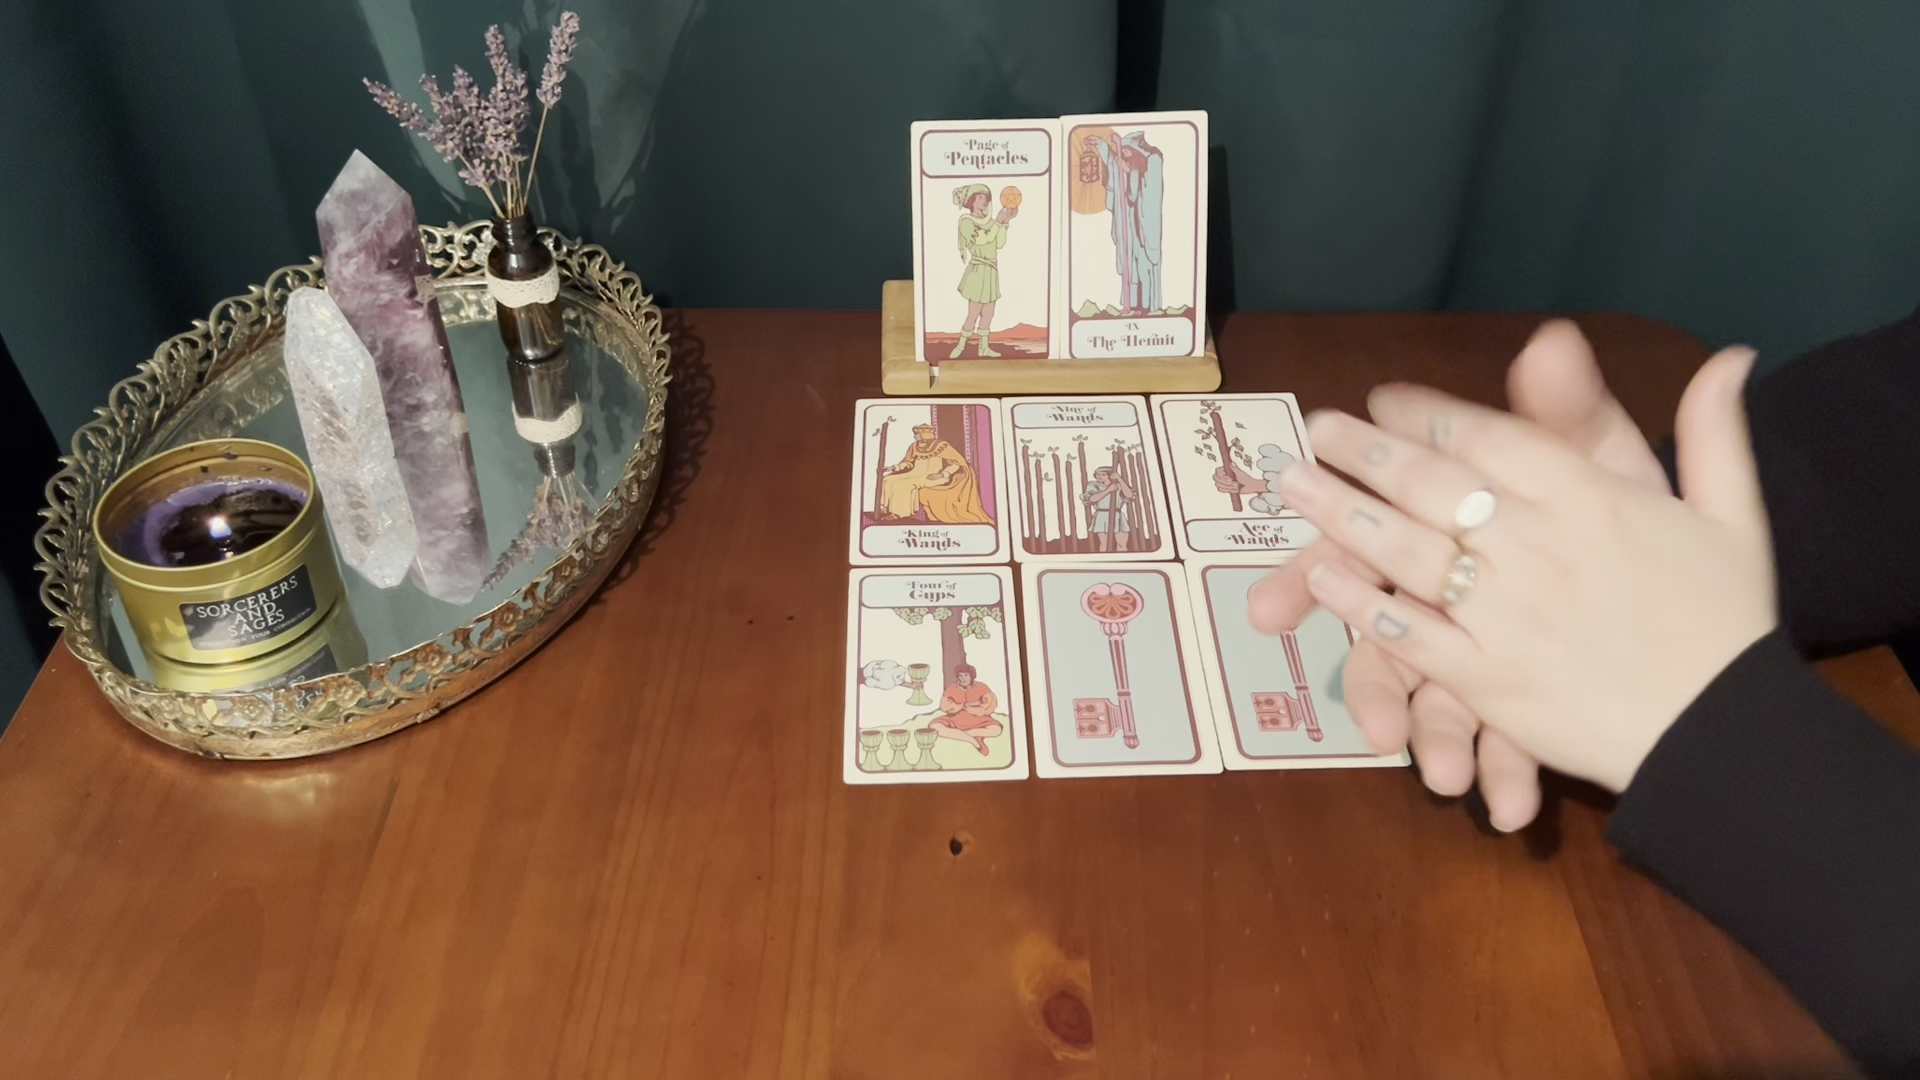 Page of
Pentacles
IX
The Hermit
King of
Wands
Nine of
Wands
Ace of
Wands
Four of
Cups
SORCERERS
AND
SAGES